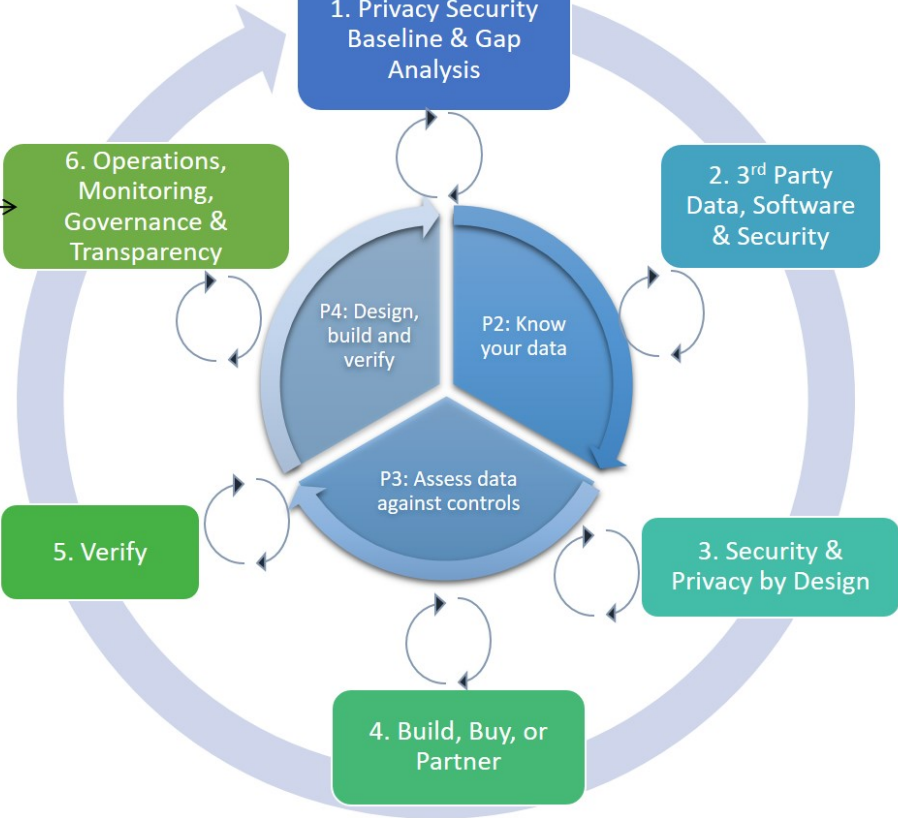 1. Privacy Security
Baseline & Gap
Analysis
6. Operations,
Monitoring,
Governance &
Transparency
2. 3rd Party
Data, Software
& Security
P4: Design,
build and
verify
P2: Know
your data
P3: Assess data
against controls
5. Verify
3. Security &
Privacy by Design
4. Build, Buy, or
Partner